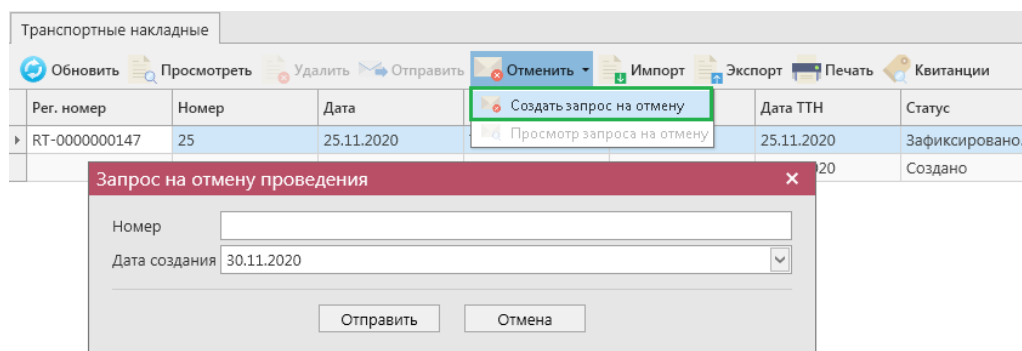 Транспортные накладные
Обновить Просмотреть Удалить Отправить Отменить Импорт Экспорт Печать Квитанции
Рег. номер Номер Дата Дата ТТН Статус
Создать запрос на отмену
RT-0000000147 25 25.11.2020 25.11.2020 Зафиксировано.
Просмотр запроса на отмену
20 Создано
Запрос на отмену проведения
Номер
Дата создания 30.11.2020
Отправить Отмена